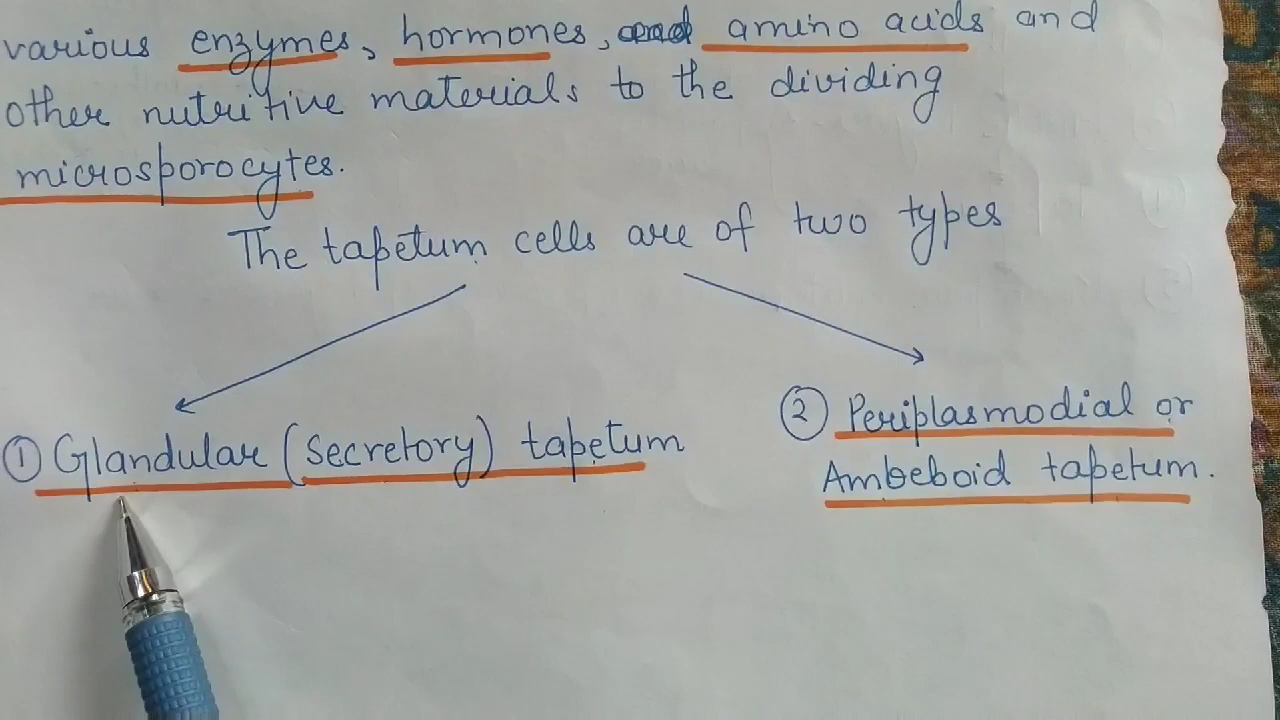 various enzymes, hormones, amino acids and
other nutritive materials to the dividing
microsporocytes.
The tapetum cells are of two types
① Glandular (Secretory) tapetum
② Periplasmodial or
Amoeboid tapetum.